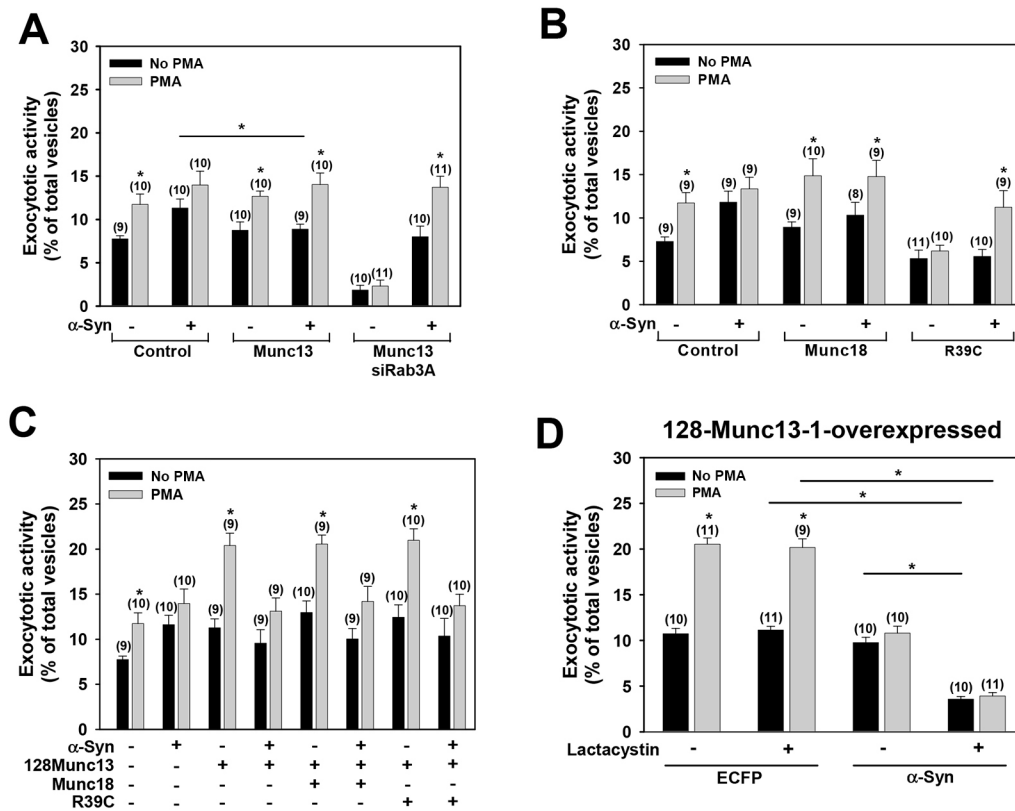 A
Exocytotic activity
(% of total vesicles)
30
25
20
15
10
5
0
No PMA
PMA
*
* (10) (10) * (10) * (10) * (11)
(9) (10) (10) (9) (10) (11) (10)
α-Syn - + - + - +
Control Munc13 Munc13
siRab3A
B
Exocytotic activity
(% of total vesicles)
30
25
20
15
10
5
0
No PMA
PMA
* (9) (9) * (10) * (9) (10) * (9)
(9) (9) (9) (8) (11) (10)
α-Syn - + - + - +
Control Munc18 R39C
C
Exocytotic activity
(% of total vesicles)
30
25
20
15
10
5
0
No PMA
PMA
* (10) (10) * (9) (9) * (9) (9) * (10) (10)
(9) (10) (9) (9) (9) (9) (10) (10)
α-Syn - + - + - + - +
128Munc13 - - + + + + + +
Munc18 - - - - + + - -
R39C - - - - - - + +
D
128-Munc13-1-overexpressed
Exocytotic activity
(% of total vesicles)
30
25
20
15
10
5
0
No PMA
PMA
*
*
*
* (11) * (9) (10) (11)
(10) (11) (10) (10)
Lactacystin - + - +
ECFP α-Syn